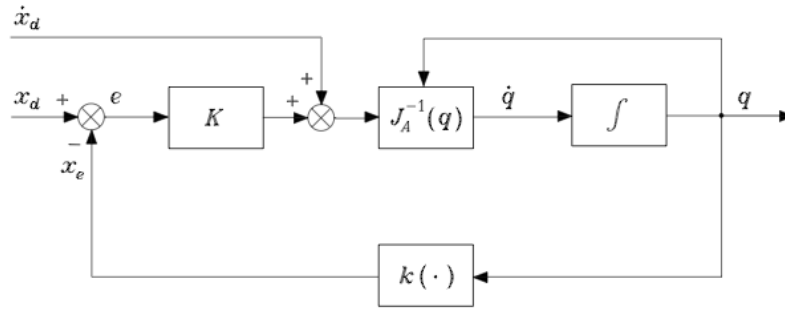 ẋ_d
x_d + e K + + J_A^{-1}(q) q̇ ∫ q
− x_e
k(·)